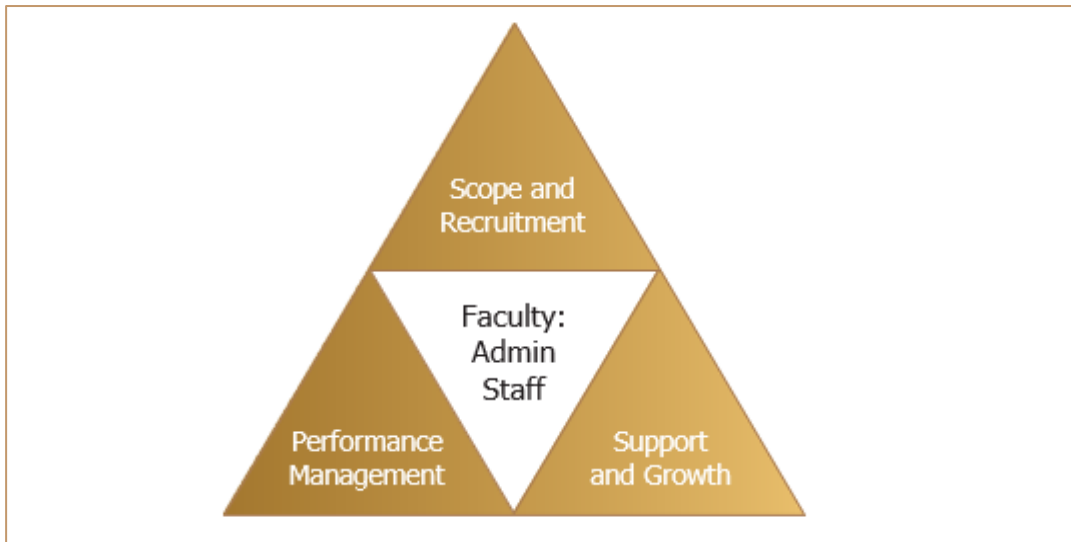 Scope and
Recruitment
Faculty:
Admin
Staff
Performance
Management
Support
and Growth